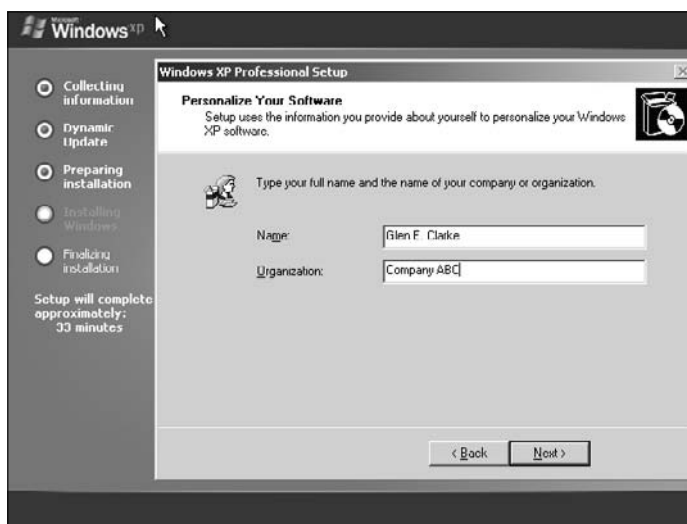 Microsoft
Windows xp
Collecting
information
Dynamic
Update
Preparing
installation
Installing
Windows
Finalizing
installation
Setup will complete
approximately:
33 minutes
Windows XP Professional Setup
Personalize Your Software
Setup uses the information you provide about yourself to personalize your Windows
XP software.
Type your full name and the name of your company or organization.
Name: Glen E. Clarke
Organization: Company ABC
< Back Next >